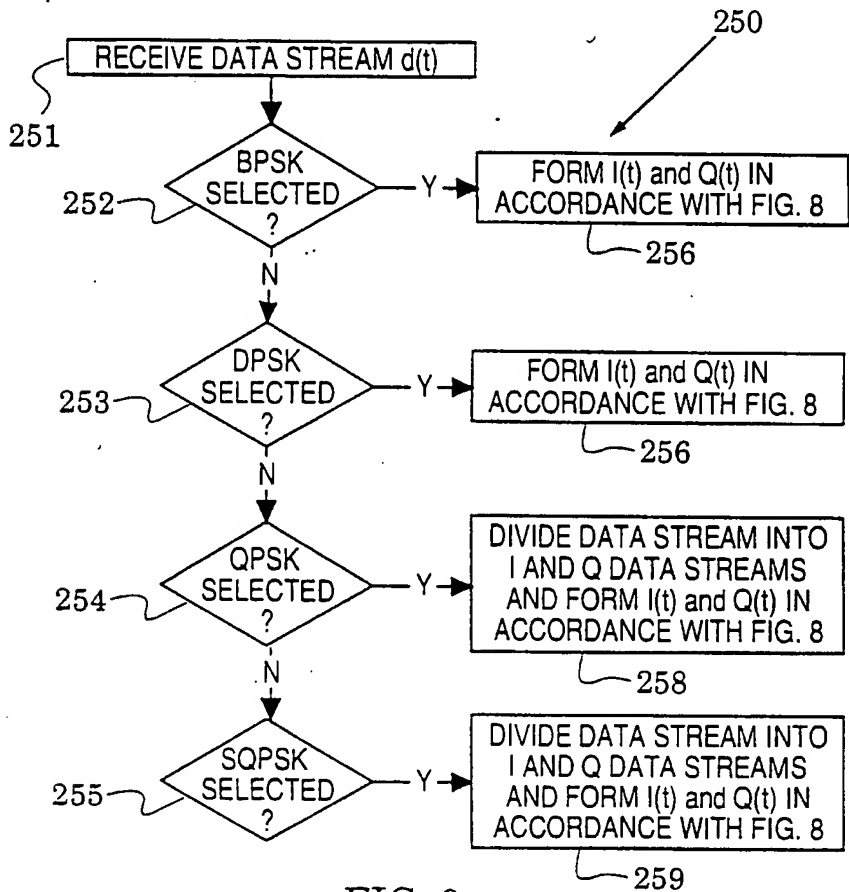 250
RECEIVE DATA STREAM d(t)
251
BPSK
SELECTED
?
252
Y
FORM I(t) and Q(t) IN
ACCORDANCE WITH FIG. 8
256
N
DPSK
SELECTED
?
253
Y
FORM I(t) and Q(t) IN
ACCORDANCE WITH FIG. 8
256
N
QPSK
SELECTED
?
254
Y
DIVIDE DATA STREAM INTO
I AND Q DATA STREAMS
AND FORM I(t) and Q(t) IN
ACCORDANCE WITH FIG. 8
258
N
SQPSK
SELECTED
?
255
Y
DIVIDE DATA STREAM INTO
I AND Q DATA STREAMS
AND FORM I(t) and Q(t) IN
ACCORDANCE WITH FIG. 8
259